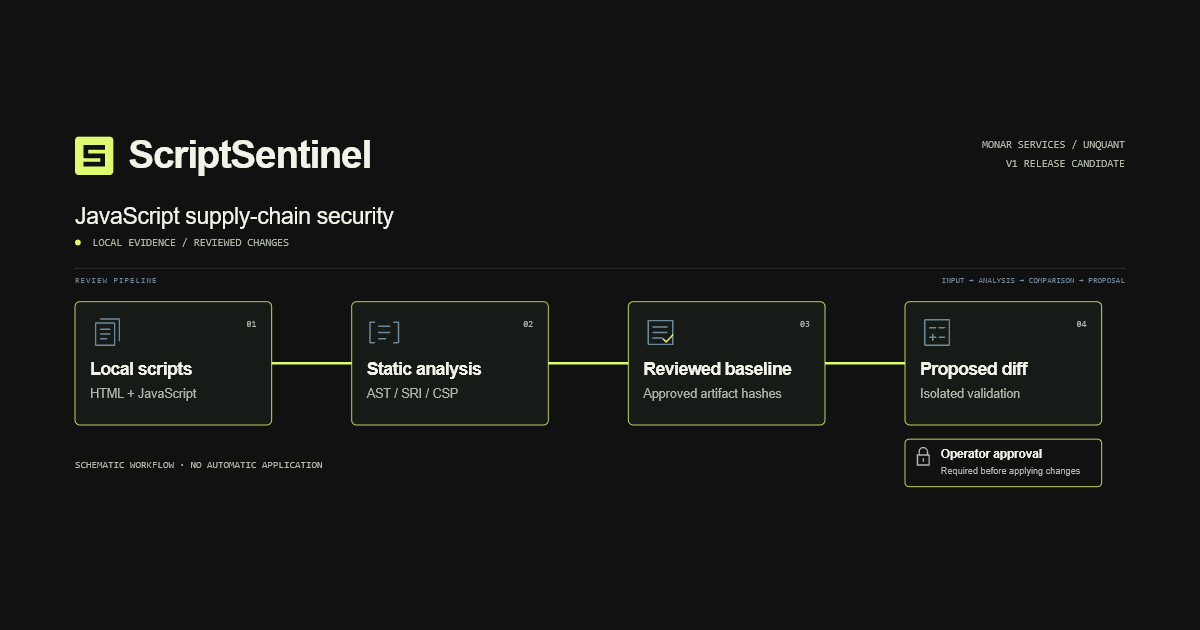 ScriptSentinel
MONAR SERVICES / UNQUANT
V1 RELEASE CANDIDATE
JavaScript supply-chain security
LOCAL EVIDENCE / REVIEWED CHANGES
REVIEW PIPELINE
INPUT → ANALYSIS → COMPARISON → PROPOSAL
01
Local scripts
HTML + JavaScript
02
Static analysis
AST / SRI / CSP
03
Reviewed baseline
Approved artifact hashes
04
Proposed diff
Isolated validation
Operator approval
Required before applying changes
SCHEMATIC WORKFLOW · NO AUTOMATIC APPLICATION